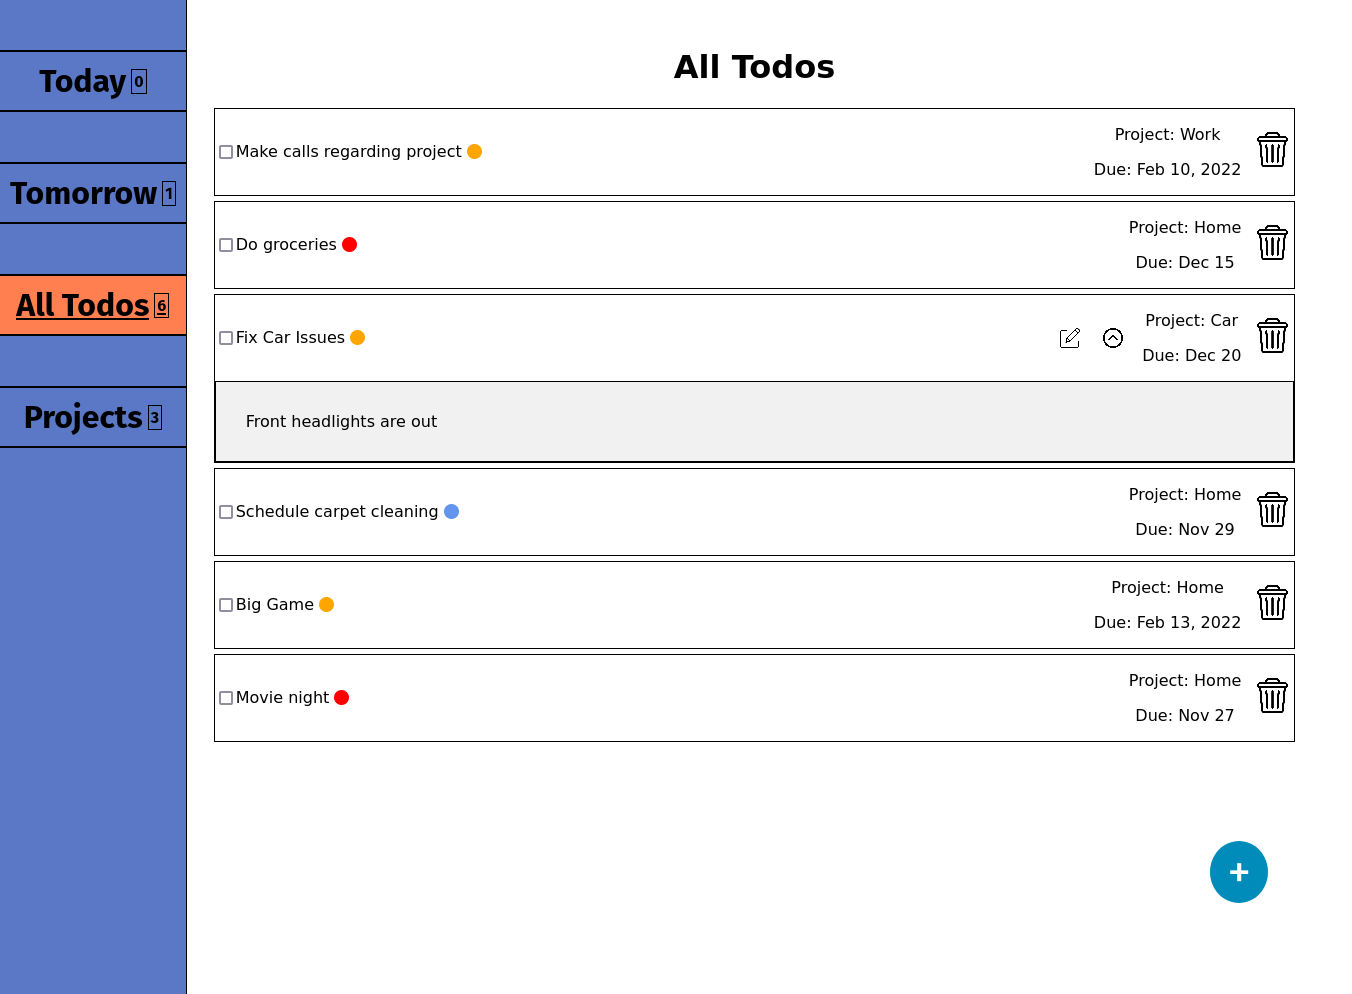 Today 0
Tomorrow 1
All Todos 6
Projects 3
All Todos
Make calls regarding project
Project: Work
Due: Feb 10, 2022
Do groceries
Project: Home
Due: Dec 15
Fix Car Issues
Project: Car
Due: Dec 20
Front headlights are out
Schedule carpet cleaning
Project: Home
Due: Nov 29
Big Game
Project: Home
Due: Feb 13, 2022
Movie night
Project: Home
Due: Nov 27
+